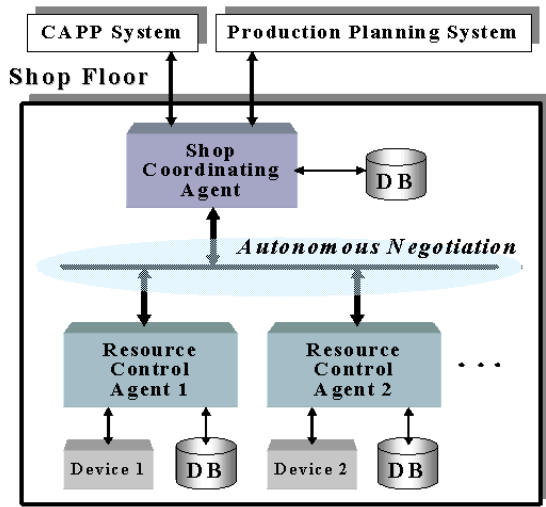 CAPP System
Production Planning System
Shop Floor
Shop
Coordinating
Agent
DB
Autonomous Negotiation
Resource
Control
Agent 1
Resource
Control
Agent 2
. . .
Device 1
DB
Device 2
DB